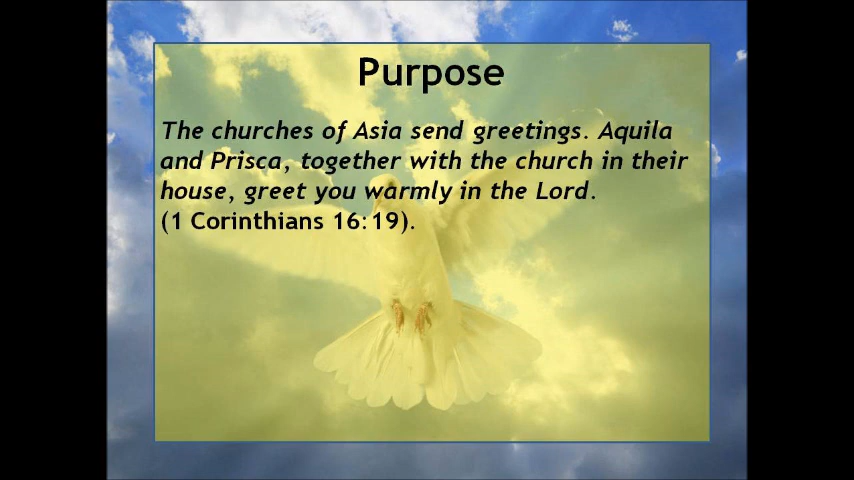 Purpose
The churches of Asia send greetings. Aquila
and Prisca, together with the church in their
house, greet you warmly in the Lord.
(1 Corinthians 16:19).